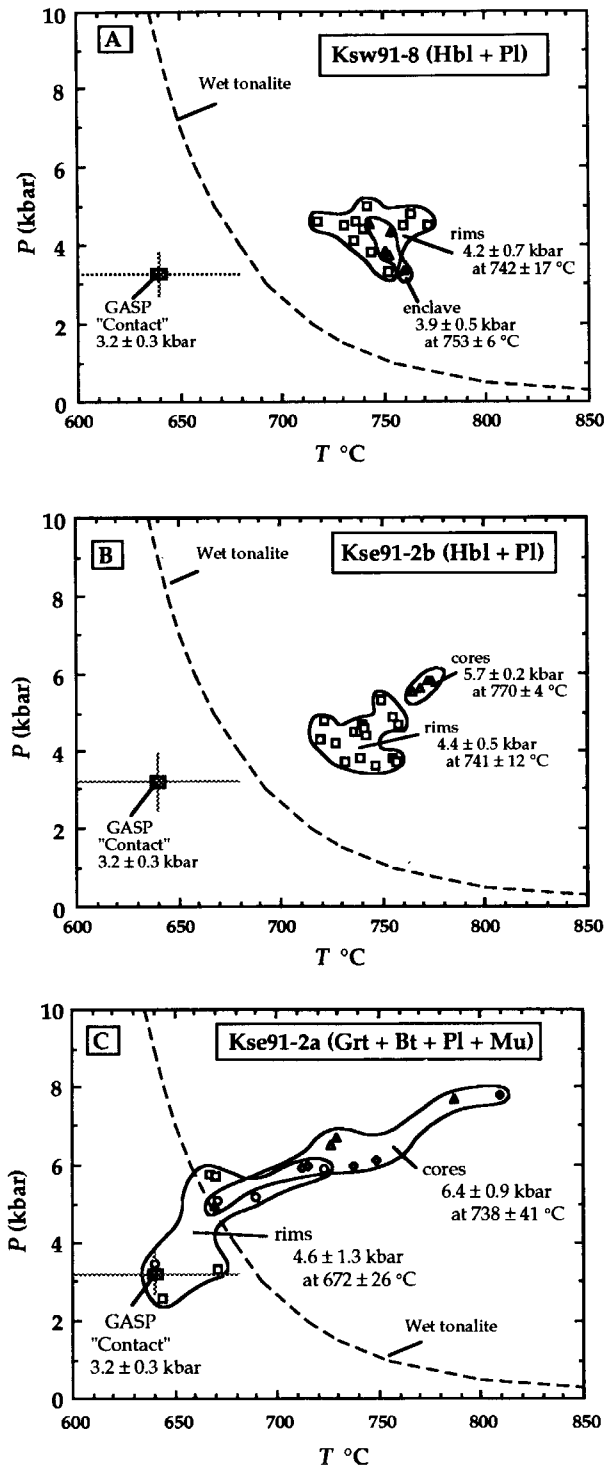 A
Ksw91-8 (Hbl + Pl)
Wet tonalite
rims
4.2 ± 0.7 kbar
at 742 ± 17 °C
enclave
3.9 ± 0.5 kbar
at 753 ± 6 °C
GASP
"Contact"
3.2 ± 0.3 kbar
P (kbar)
10
8
6
4
2
0
600 650 700 750 800 850
T °C
B
Kse91-2b (Hbl + Pl)
Wet tonalite
cores
5.7 ± 0.2 kbar
at 770 ± 4 °C
rims
4.4 ± 0.5 kbar
at 741 ± 12 °C
GASP
"Contact"
3.2 ± 0.3 kbar
P (kbar)
10
8
6
4
2
0
600 650 700 750 800 850
T °C
C
Kse91-2a (Grt + Bt + Pl + Mu)
cores
6.4 ± 0.9 kbar
at 738 ± 41 °C
rims
4.6 ± 1.3 kbar
at 672 ± 26 °C
GASP
"Contact"
3.2 ± 0.3 kbar
Wet tonalite
P (kbar)
10
8
6
4
2
0
600 650 700 750 800 850
T °C